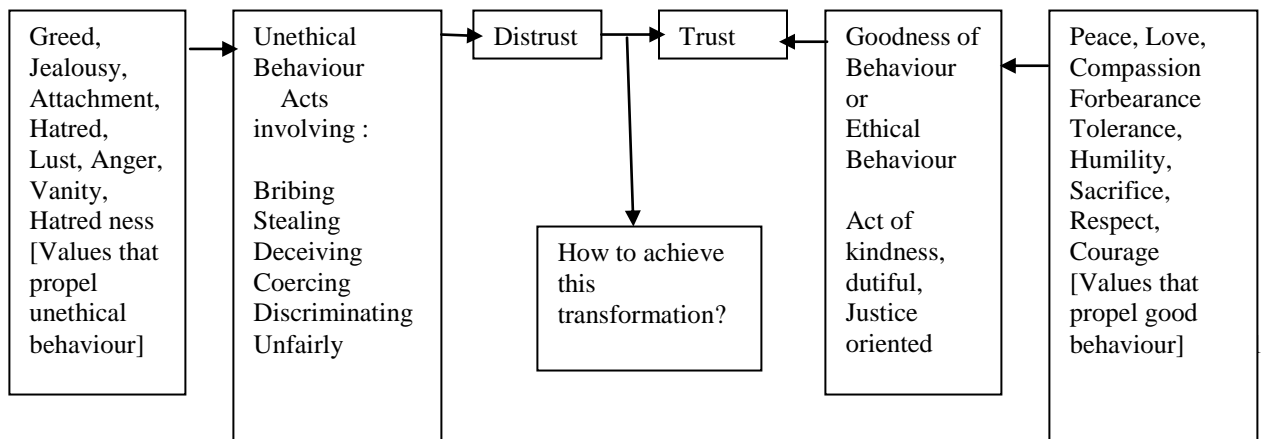 Greed,
Jealousy,
Attachment,
Hatred,
Lust, Anger,
Vanity,
Hatred ness
[Values that
propel
unethical
behaviour]
Unethical
Behaviour
Acts
involving :
Bribing
Stealing
Deceiving
Coercing
Discriminating
Unfairly
Distrust
Trust
How to achieve
this
transformation?
Goodness of
Behaviour
or
Ethical
Behaviour
Act of
kindness,
dutiful,
Justice
oriented
Peace, Love,
Compassion
Forbearance
Tolerance,
Humility,
Sacrifice,
Respect,
Courage
[Values that
propel good
behaviour]